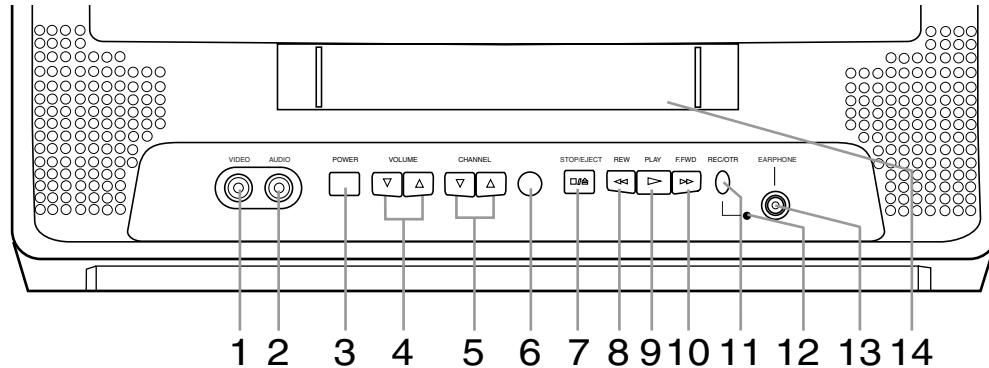 VIDEO AUDIO POWER VOLUME CHANNEL STOP/EJECT REW PLAY F.FWD REC/OTR EARPHONE
1 2 3 4 5 6 7 8 9 10 11 12 13 14